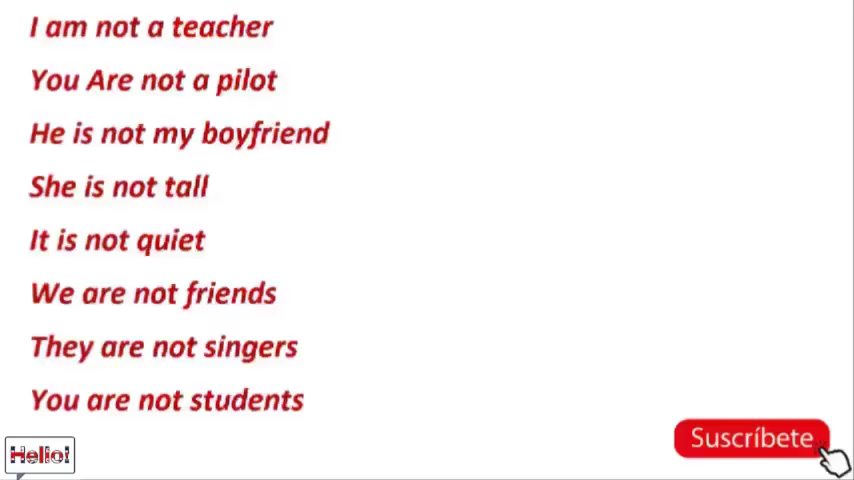 I am not a teacher
You Are not a pilot
He is not my boyfriend
She is not tall
It is not quiet
We are not friends
They are not singers
You are not students
Hello!
Suscríbete